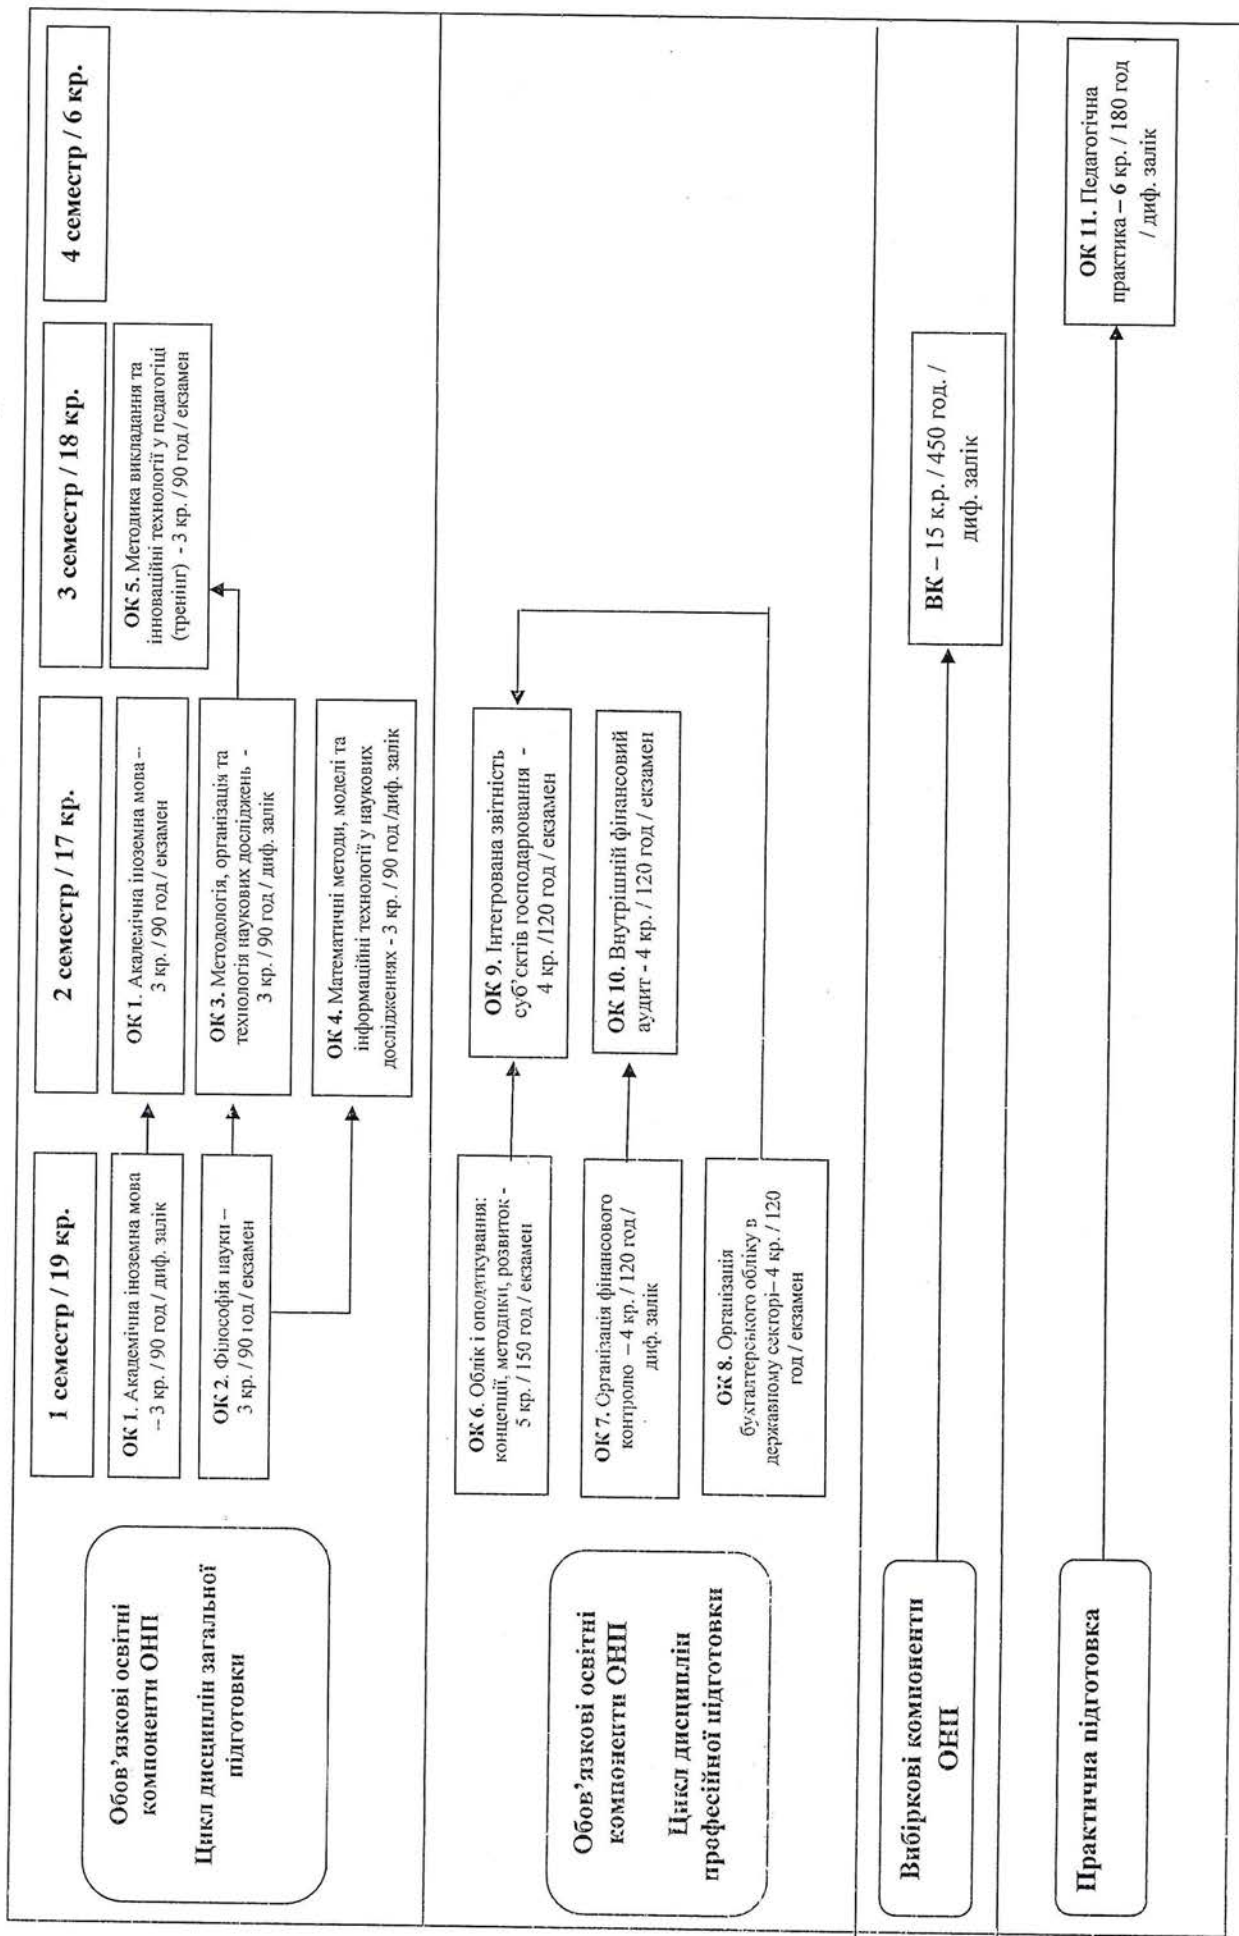 1 семестр / 19 кр.
2 семестр / 17 кр.
3 семестр / 18 кр.
4 семестр / 6 кр.
Обов’язкові освітні
компоненти ОНП
Цикл дисциплін загальної
підготовки
ОК 1. Академічна іноземна мова
– 3 кр. / 90 год / диф. залік
ОК 2. Філософія науки –
3 кр. / 90 год / екзамен
ОК 1. Академічна іноземна мова –
3 кр. / 90 год / екзамен
ОК 3. Методологія, організація та
технологія наукових досліджень -
3 кр. / 90 год / диф. залік
ОК 4. Математичні методи, моделі та
інформаційні технології у наукових
дослідженнях - 3 кр. / 90 год /диф. залік
ОК 5. Методика викладання та
інноваційні технології у педагогіці
(тренінг) - 3 кр. / 90 год / екзамен
Обов’язкові освітні
компоненти ОНП
Цикл дисциплін
професійної підготовки
ОК 6. Облік і оподаткування:
концепції, методики, розвиток -
5 кр. / 150 год / екзамен
ОК 7. Організація фінансового
контролю – 4 кр. / 120 год /
диф. залік
ОК 8. Організація
бухгалтерського обліку в
державному секторі– 4 кр. / 120
год / екзамен
ОК 9. Інтегрована звітність
суб’єктів господарювання -
4 кр. /120 год / екзамен
ОК 10. Внутрішній фінансовий
аудит - 4 кр. / 120 год / екзамен
Вибіркові компоненти
ОНП
ВК – 15 к.р. / 450 год. /
диф. залік
Практична підготовка
ОК 11. Педагогічна
практика – 6 кр. / 180 год
/ диф. залік